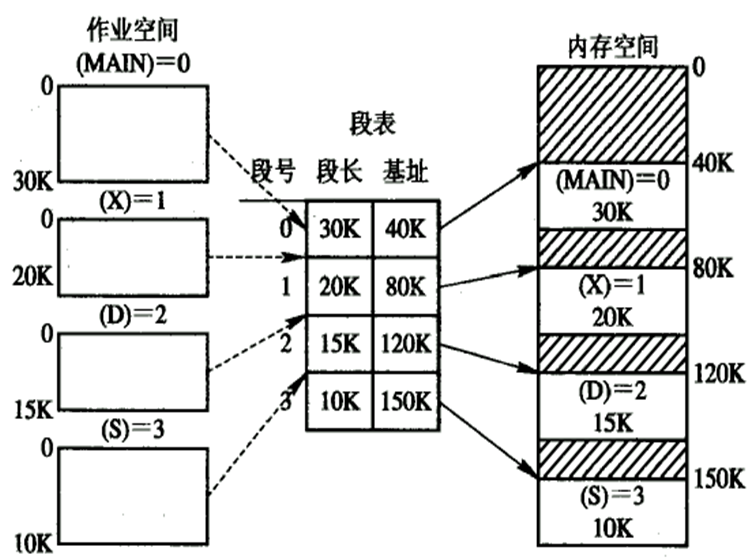 作业空间
(MAIN)=0
0
30K
(X)=1
0
20K
(D)=2
0
15K
(S)=3
0
10K
段表
段号 段长 基址
0 30K 40K
1 20K 80K
2 15K 120K
3 10K 150K
内存空间
0
40K
(MAIN)=0
30K
80K
(X)=1
20K
120K
(D)=2
15K
150K
(S)=3
10K